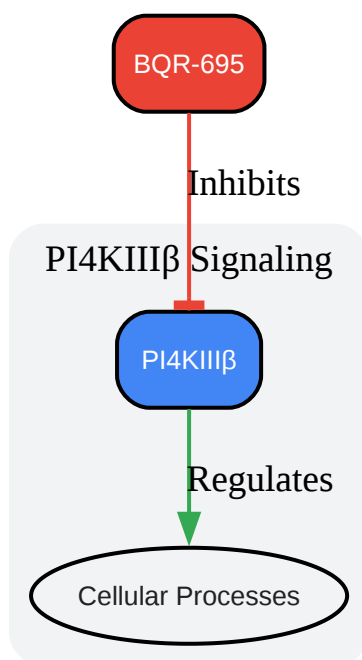 BQR-695
Inhibits
PI4KIIIβ Signaling
PI4KIIIβ
Regulates
Cellular Processes